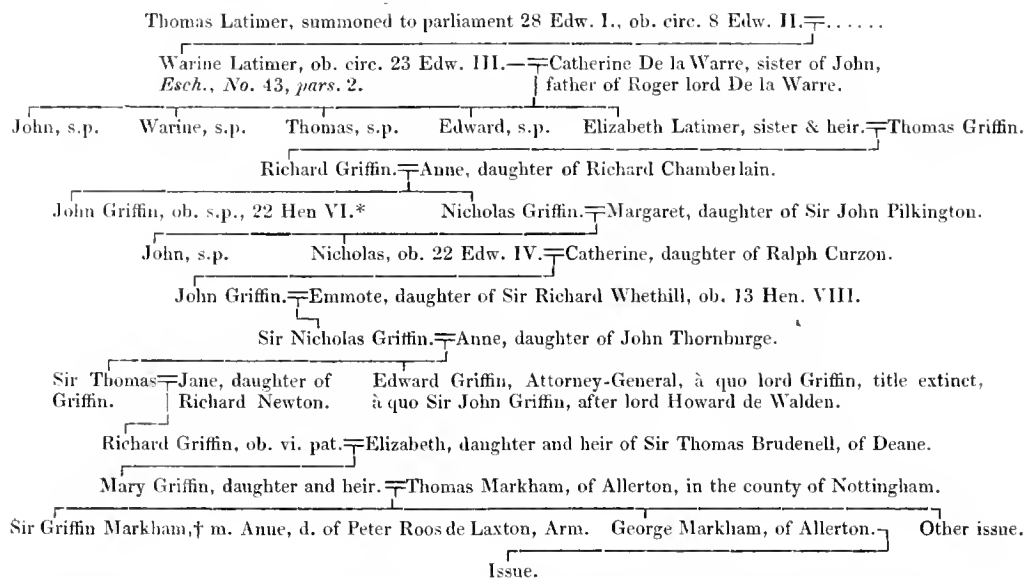 Thomas Latimer, summoned to parliament 28 Edw. I., ob. circ. 8 Edw. II.=......
Warine Latimer, ob. circ. 23 Edw. III.—=Catherine De la Warre, sister of John,
Esch., No. 43, pars. 2. father of Roger lord De la Warre.
John, s.p. Warine, s.p. Thomas, s.p. Edward, s.p. Elizabeth Latimer, sister & heir.=Thomas Griffin.
Richard Griffin.=Anne, daughter of Richard Chamberlain.
John Griffin, ob. s.p., 22 Hen VI.* Nicholas Griffin.=Margaret, daughter of Sir John Pilkington.
John, s.p. Nicholas, ob. 22 Edw. IV.=Catherine, daughter of Ralph Curzon.
John Griffin.=Emmote, daughter of Sir Richard Whethill, ob. 13 Hen. VIII.
Sir Nicholas Griffin.=Anne, daughter of John Thornburge.
Sir Thomas=Jane, daughter of Edward Griffin, Attorney-General, à quo lord Griffin, title extinct,
Griffin. Richard Newton. à quo Sir John Griffin, after lord Howard de Walden.
Richard Griffin, ob. vi. pat.=Elizabeth, daughter and heir of Sir Thomas Brudenell, of Deane.
Mary Griffin, daughter and heir.=Thomas Markham, of Allerton, in the county of Nottingham.
Sir Griffin Markham,† m. Anne, d. of Peter Roos de Laxton, Arm. George Markham, of Allerton. Other issue.
Issue.